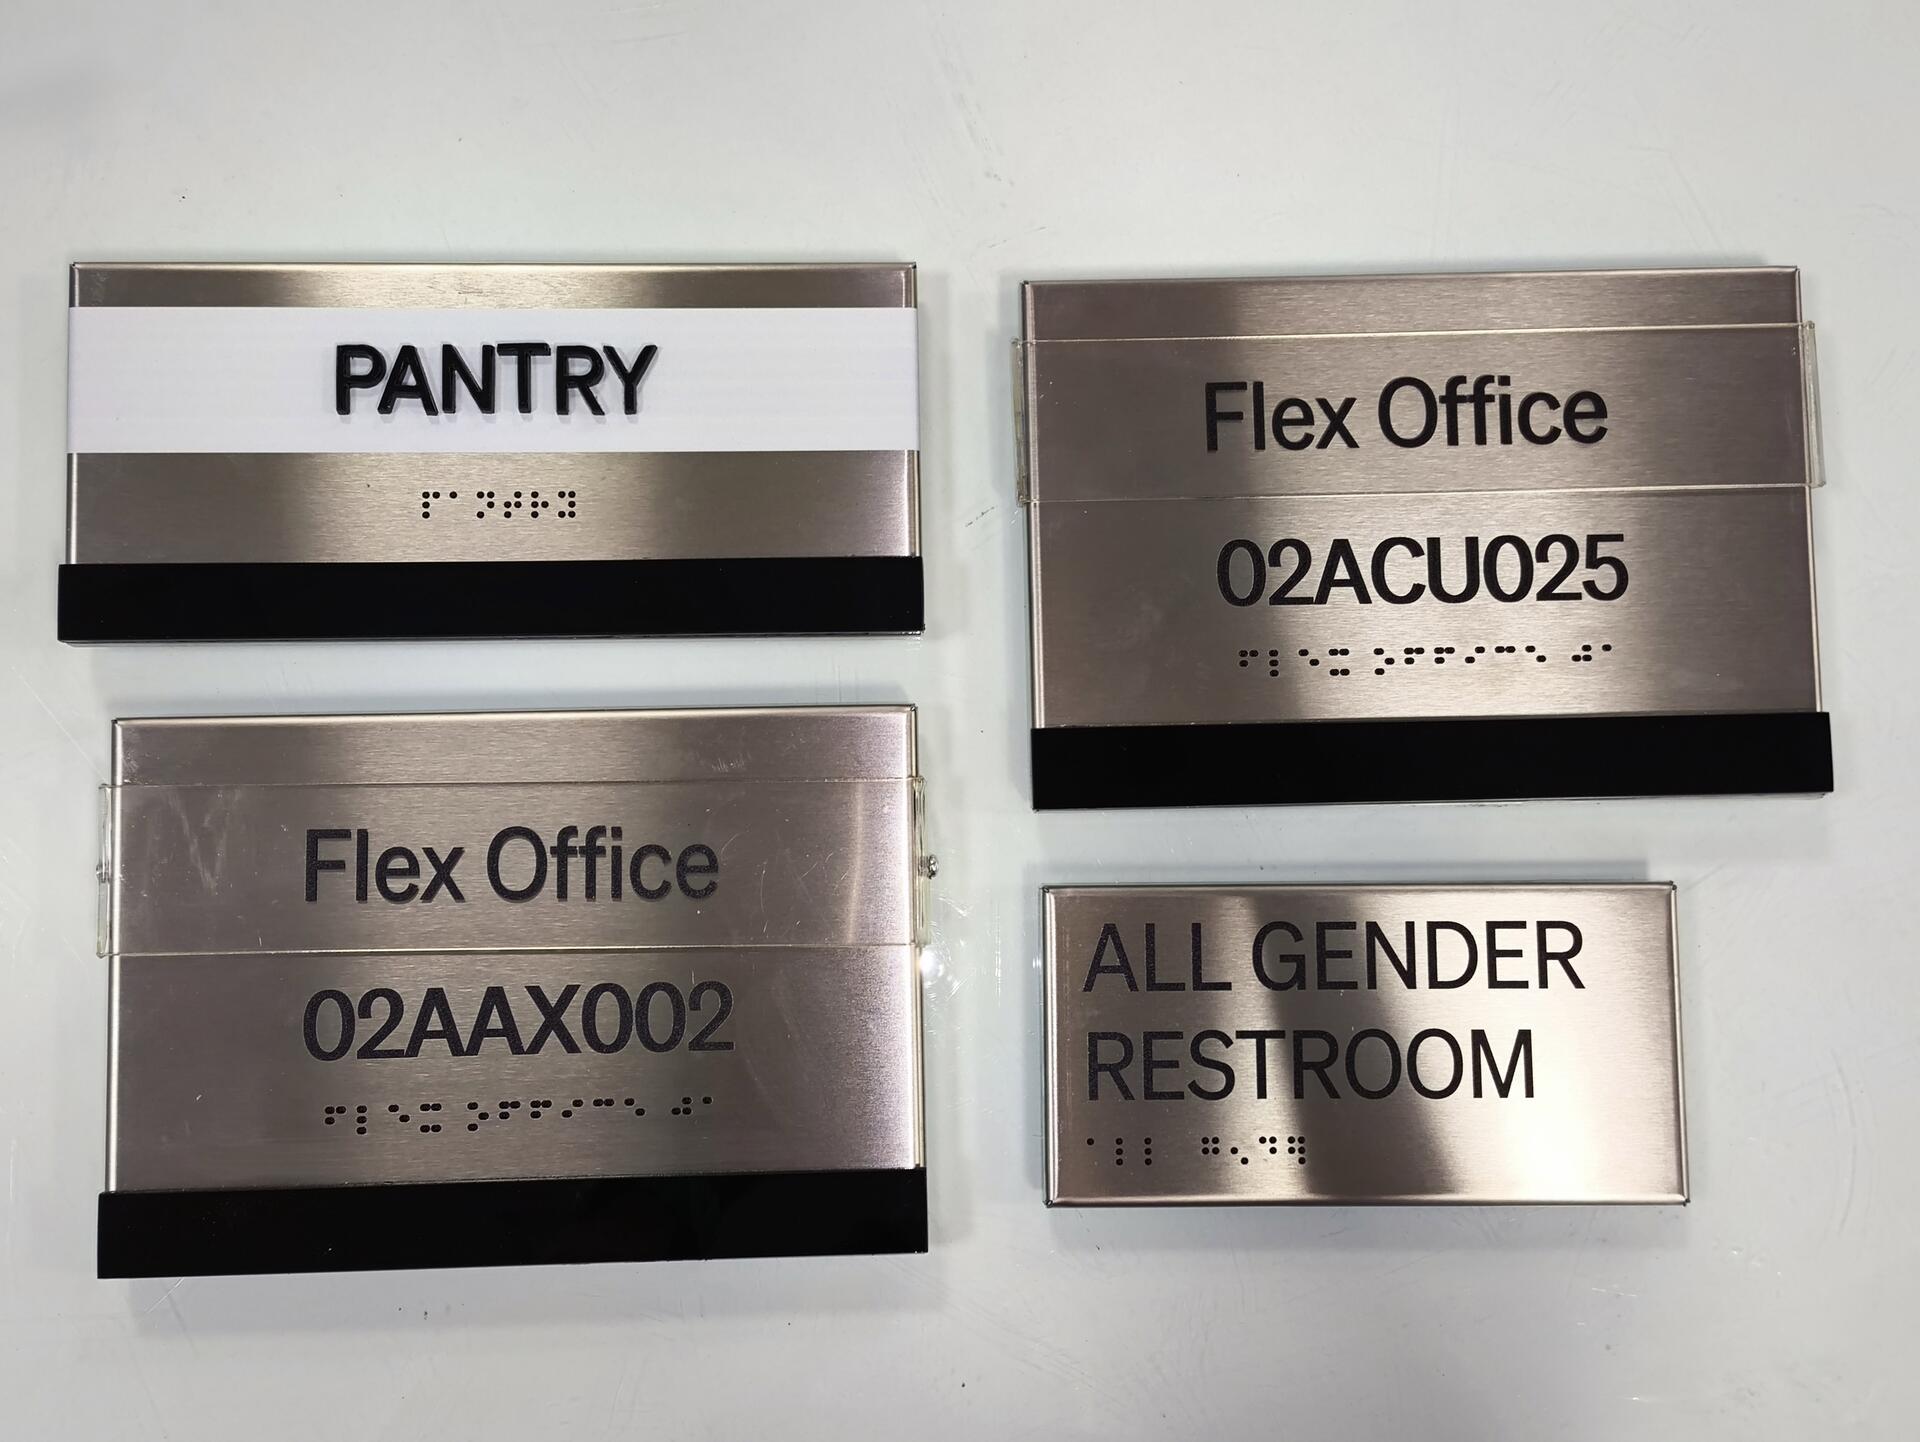 PANTRY
⠏⠁⠝⠞⠗⠽
Flex Office
02ACU025
⠋⠇⠑⠭⠀⠕⠋⠋⠊⠉⠑⠀⠼⠁
Flex Office
02AAX002
⠋⠇⠑⠭⠀⠕⠋⠋⠊⠉⠑⠀⠼⠁
ALL GENDER
RESTROOM
⠁⠇⠇